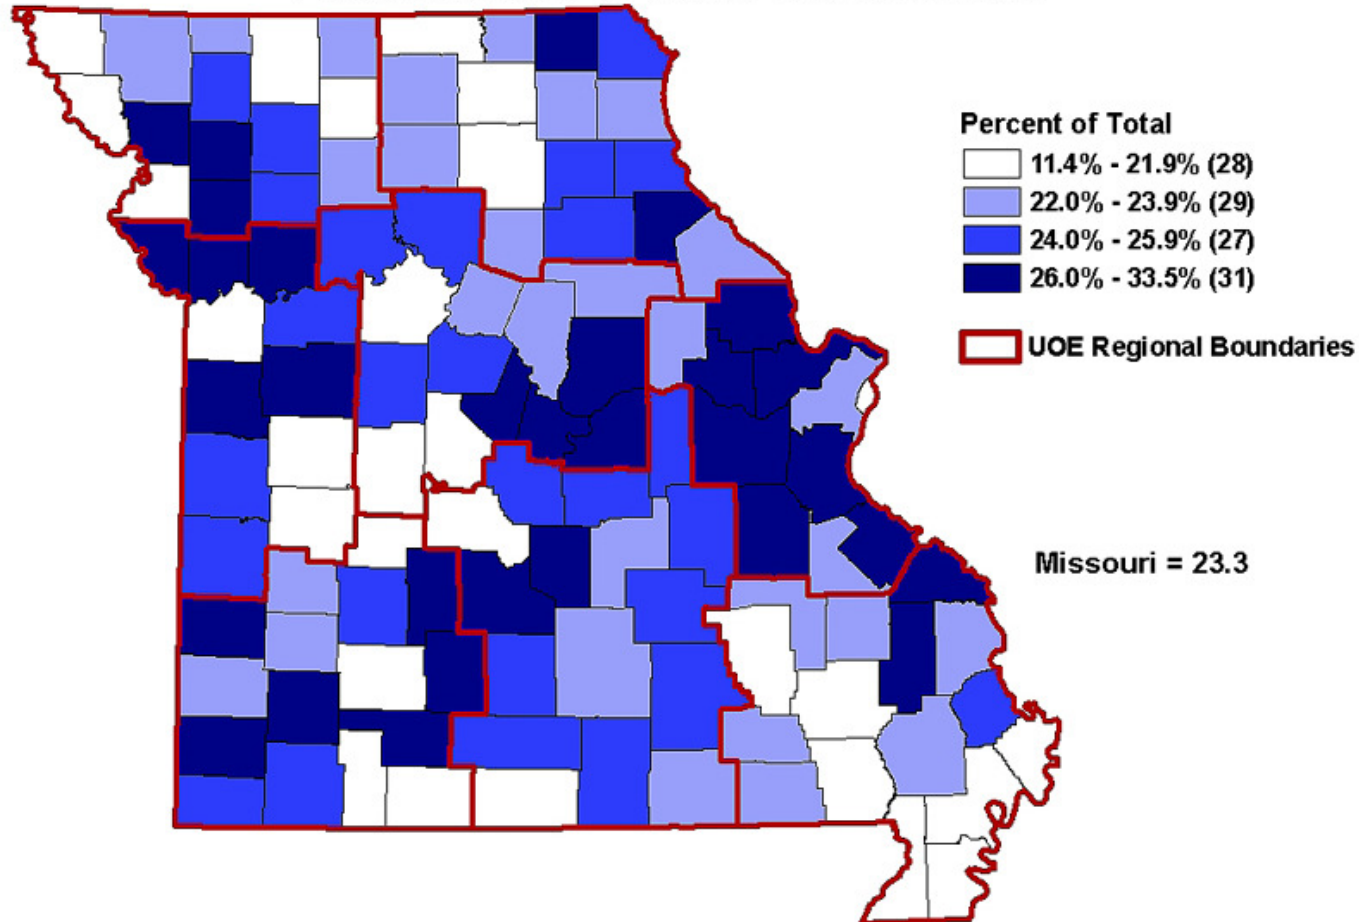 Percent of Total
11.4% - 21.9% (28)
22.0% - 23.9% (29)
24.0% - 25.9% (27)
26.0% - 33.5% (31)
UOE Regional Boundaries
Missouri = 23.3